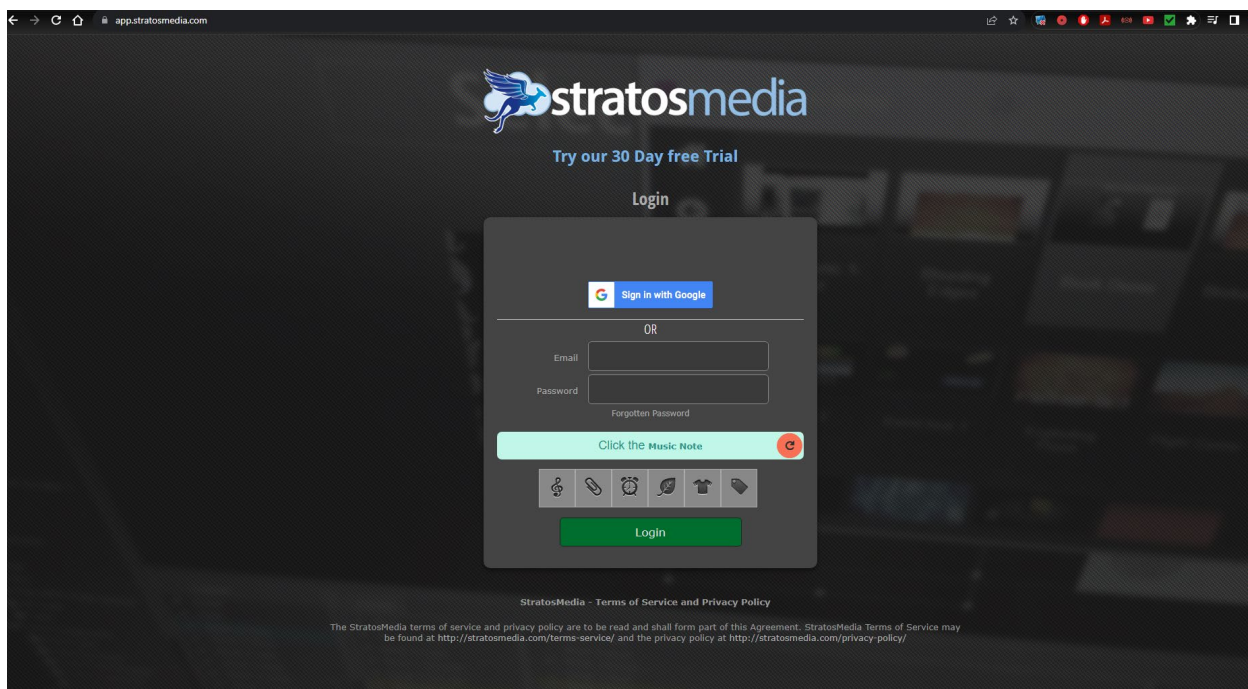 app.stratosmedia.com
stratosmedia
Try our 30 Day free Trial
Login
Sign in with Google
OR
Email
Password
Forgotten Password
Click the Music Note
Login
StratosMedia - Terms of Service and Privacy Policy
The StratosMedia terms of service and privacy policy are to be read and shall form part of this Agreement. StratosMedia Terms of Service may
be found at http://stratosmedia.com/terms-service/ and the privacy policy at http://stratosmedia.com/privacy-policy/